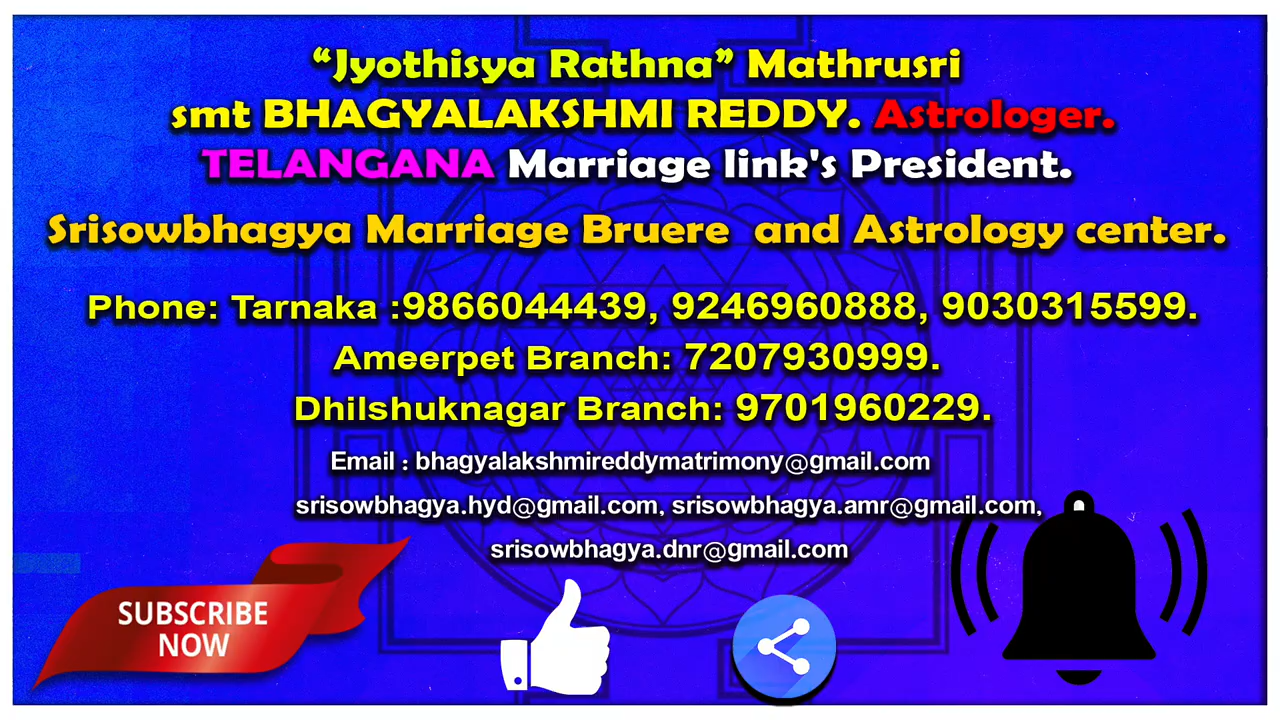 “Jyothisya Rathna” Mathrusri
smt BHAGYALAKSHMI REDDY. Astrologer.
TELANGANA Marriage link's President.
Srisowbhagya Marriage Bruere and Astrology center.
Phone: Tarnaka :9866044439, 9246960888, 9030315599.
Ameerpet Branch: 7207930999.
Dhilshuknagar Branch: 9701960229.
Email : bhagyalakshmireddymatrimony@gmail.com
srisowbhagya.hyd@gmail.com, srisowbhagya.amr@gmail.com,
srisowbhagya.dnr@gmail.com
SUBSCRIBE
NOW